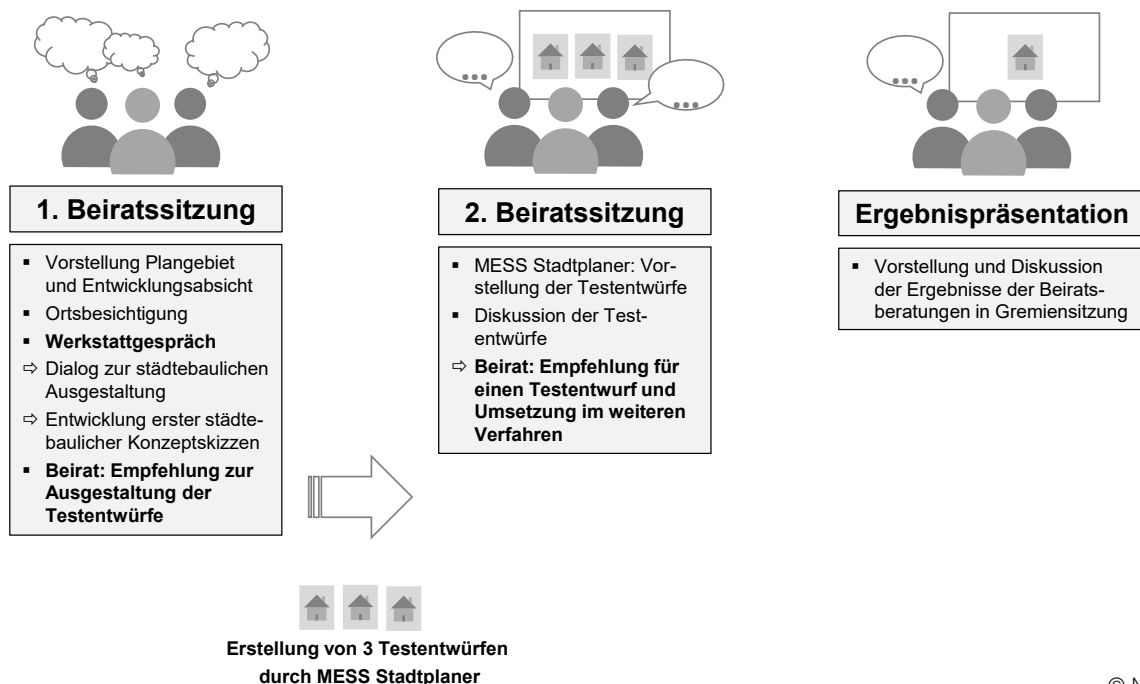 1. Beiratssitzung
▪ Vorstellung Plangebiet
und Entwicklungsabsicht
▪ Ortsbesichtigung
▪ Werkstattgespräch
⇨ Dialog zur städtebaulichen
Ausgestaltung
⇨ Entwicklung erster städte-
baulicher Konzeptskizzen
▪ Beirat: Empfehlung zur
Ausgestaltung der
Testentwürfe
2. Beiratssitzung
▪ MESS Stadtplaner: Vor-
stellung der Testentwürfe
▪ Diskussion der Test-
entwürfe
⇨ Beirat: Empfehlung für
einen Testentwurf und
Umsetzung im weiteren
Verfahren
Ergebnispräsentation
▪ Vorstellung und Diskussion
der Ergebnisse der Beirats-
beratungen in Gremiensitzung
Erstellung von 3 Testentwürfen
durch MESS Stadtplaner
©